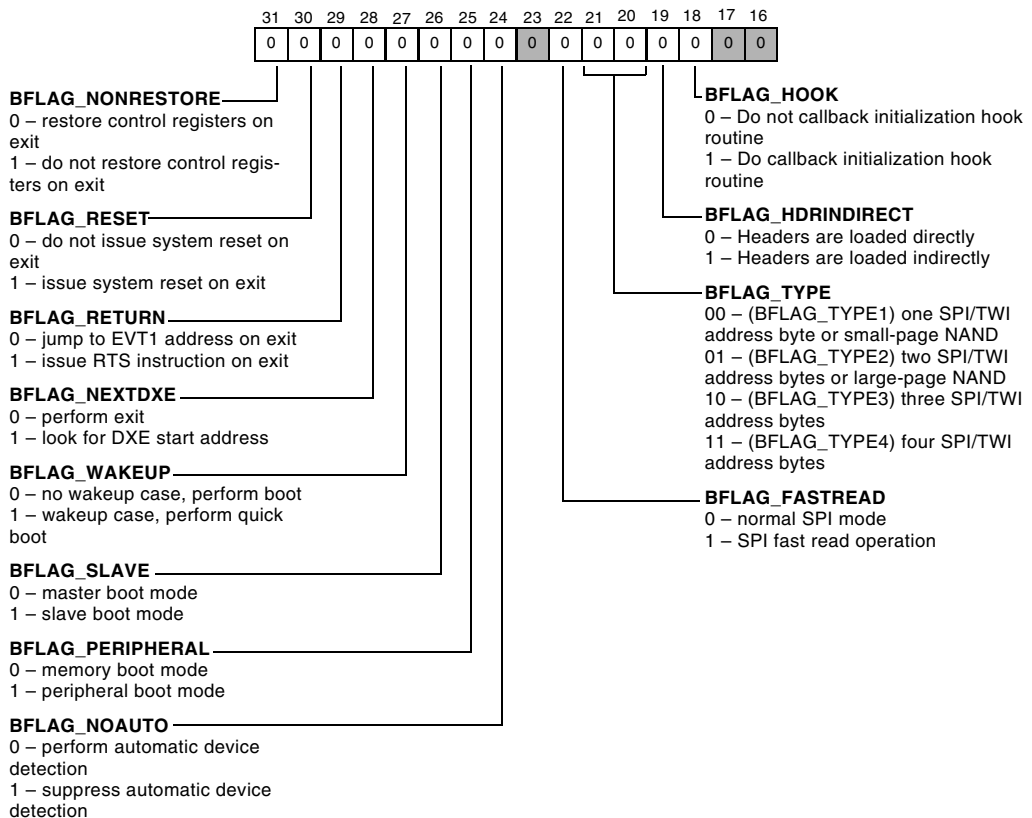 31 30 29 28 27 26 25 24 23 22 21 20 19 18 17 16
0 0 0 0 0 0 0 0 0 0 0 0 0 0 0 0
BFLAG_NONRESTORE
0 – restore control registers on
exit
1 – do not restore control regis-
ters on exit
BFLAG_RESET
0 – do not issue system reset on
exit
1 – issue system reset on exit
BFLAG_RETURN
0 – jump to EVT1 address on exit
1 – issue RTS instruction on exit
BFLAG_NEXTDXE
0 – perform exit
1 – look for DXE start address
BFLAG_WAKEUP
0 – no wakeup case, perform boot
1 – wakeup case, perform quick
boot
BFLAG_SLAVE
0 – master boot mode
1 – slave boot mode
BFLAG_PERIPHERAL
0 – memory boot mode
1 – peripheral boot mode
BFLAG_NOAUTO
0 – perform automatic device
detection
1 – suppress automatic device
detection
BFLAG_HOOK
0 – Do not callback initialization hook
routine
1 – Do callback initialization hook
routine
BFLAG_HDRINDIRECT
0 – Headers are loaded directly
1 – Headers are loaded indirectly
BFLAG_TYPE
00 – (BFLAG_TYPE1) one SPI/TWI
address byte or small-page NAND
01 – (BFLAG_TYPE2) two SPI/TWI
address bytes or large-page NAND
10 – (BFLAG_TYPE3) three SPI/TWI
address bytes
11 – (BFLAG_TYPE4) four SPI/TWI
address bytes
BFLAG_FASTREAD
0 – normal SPI mode
1 – SPI fast read operation